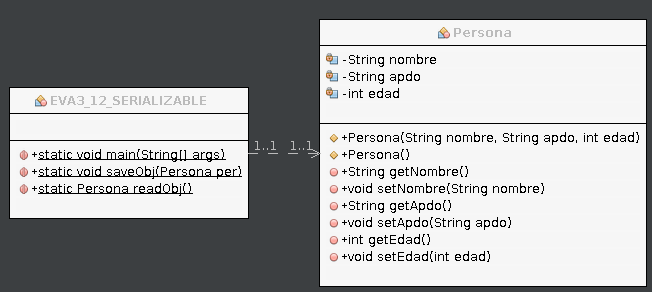 EVA3_12_SERIALIZABLE
+static void main(String[] args)
+static void saveObj(Persona per)
+static Persona readObj()
1..1
1..1
Persona
-String nombre
-String apdo
-int edad
+Persona(String nombre, String apdo, int edad)
+Persona()
+String getNombre()
+void setNombre(String nombre)
+String getApdo()
+void setApdo(String apdo)
+int getEdad()
+void setEdad(int edad)